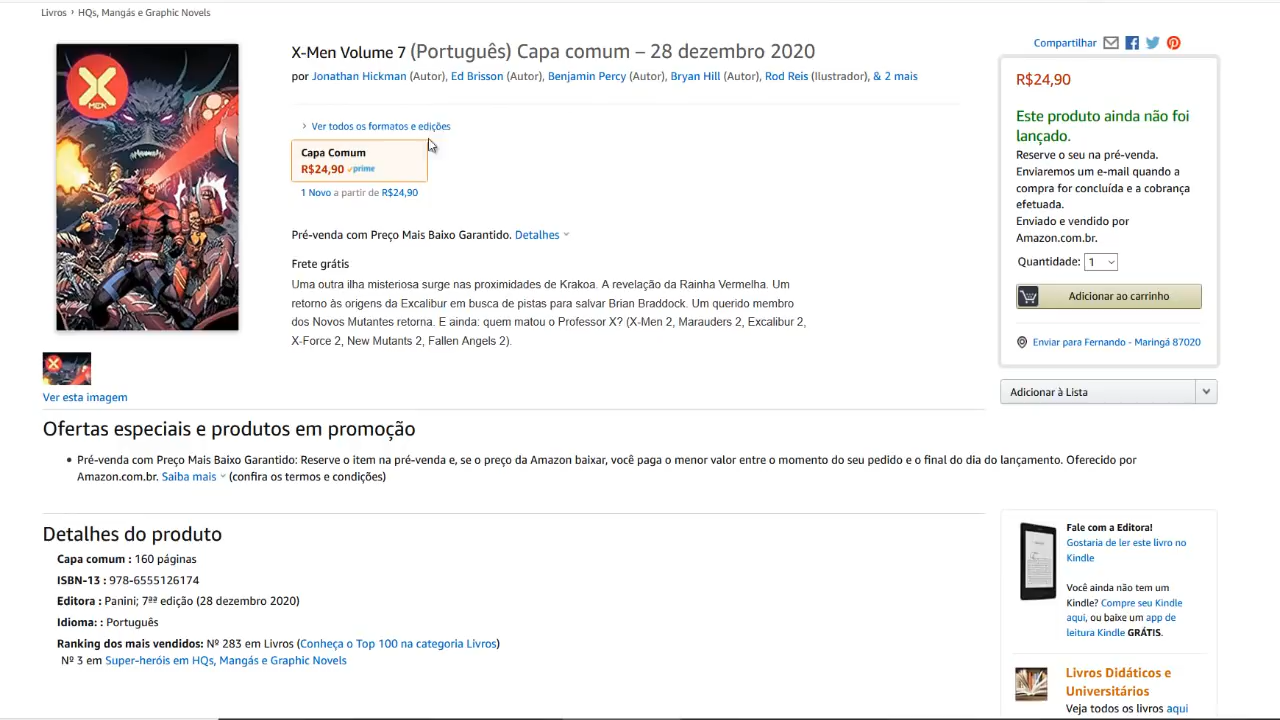 Livros › HQs, Mangás e Graphic Novels
X
MEN
X-Men Volume 7 (Português) Capa comum – 28 dezembro 2020
por Jonathan Hickman (Autor), Ed Brisson (Autor), Benjamin Percy (Autor), Bryan Hill (Autor), Rod Reis (Ilustrador), & 2 mais
› Ver todos os formatos e edições
Capa Comum
R$24,90 prime
1 Novo a partir de R$24,90
Pré-venda com Preço Mais Baixo Garantido. Detalhes
Frete grátis
Uma outra ilha misteriosa surge nas proximidades de Krakoa. A revelação da Rainha Vermelha. Um
retorno às origens da Excalibur em busca de pistas para salvar Brian Braddock. Um querido membro
dos Novos Mutantes retorna. E ainda: quem matou o Professor X? (X-Men 2, Marauders 2, Excalibur 2,
X-Force 2, New Mutants 2, Fallen Angels 2).
Ver esta imagem
Compartilhar
R$24,90
Este produto ainda não foi
lançado.
Reserve o seu na pré-venda.
Enviaremos um e-mail quando a
compra for concluída e a cobrança
efetuada.
Enviado e vendido por
Amazon.com.br.
Quantidade: 1
Adicionar ao carrinho
Enviar para Fernando - Maringá 87020
Adicionar à Lista
Ofertas especiais e produtos em promoção
• Pré-venda com Preço Mais Baixo Garantido: Reserve o item na pré-venda e, se o preço da Amazon baixar, você paga o menor valor entre o momento do seu pedido e o final do dia do lançamento. Oferecido por
Amazon.com.br. Saiba mais (confira os termos e condições)
Detalhes do produto
Capa comum : 160 páginas
ISBN-13 : 978-6555126174
Editora : Panini; 7ªª edição (28 dezembro 2020)
Idioma: : Português
Ranking dos mais vendidos: Nº 283 em Livros (Conheça o Top 100 na categoria Livros)
Nº 3 em Super-heróis em HQs, Mangás e Graphic Novels
Fale com a Editora!
Gostaria de ler este livro no
Kindle
Você ainda não tem um
Kindle? Compre seu Kindle
aqui, ou baixe um app de
leitura Kindle GRÁTIS.
Livros Didáticos e
Universitários
Veja todos os livros aqui